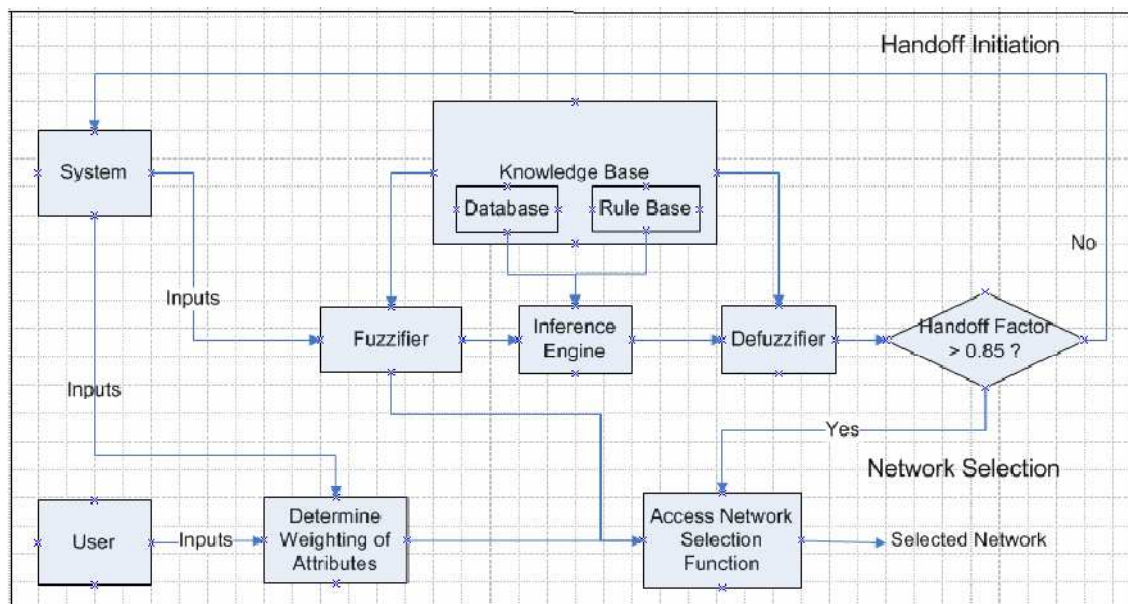 Handoff Initiation
System
Knowledge Base
Database
Rule Base
No
Inputs
Fuzzifier
Inference
Engine
Defuzzifier
Handoff Factor
> 0.85 ?
Inputs
Yes
Network Selection
User
Inputs
Determine
Weighting of
Attributes
Access Network
Selection
Function
Selected Network